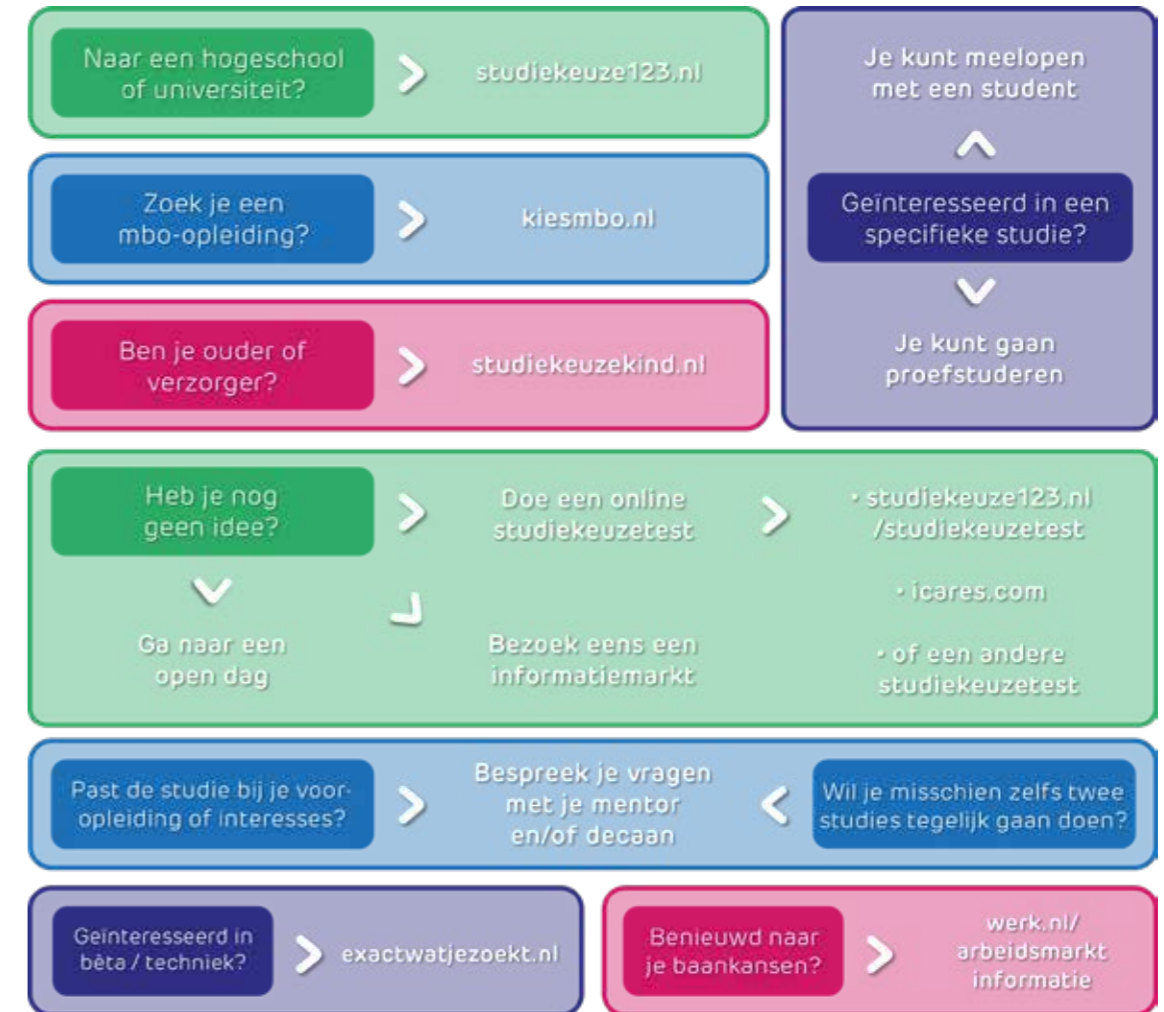 Naar een hogeschool
of universiteit?
studiekeuze123.nl
Zoek je een
mbo-opleiding?
kiesmbo.nl
Ben je ouder of
verzorger?
studiekeuzekind.nl
Je kunt meelopen
met een student
Geïnteresseerd in een
specifieke studie?
Je kunt gaan
proefstuderen
Heb je nog
geen idee?
Doe een online
studiekeuzetest
• studiekeuze123.nl
/studiekeuzetest
• icares.com
• of een andere
studiekeuzetest
Ga naar een
open dag
Bezoek eens een
informatiemarkt
Past de studie bij je voor-
opleiding of interesses?
Bespreek je vragen
met je mentor
en/of decaan
Wil je misschien zelfs twee
studies tegelijk gaan doen?
Geïnteresseerd in
bèta / techniek?
exactwatjezoekt.nl
Benieuwd naar
je baankansen?
werk.nl/
arbeidsmarkt
informatie